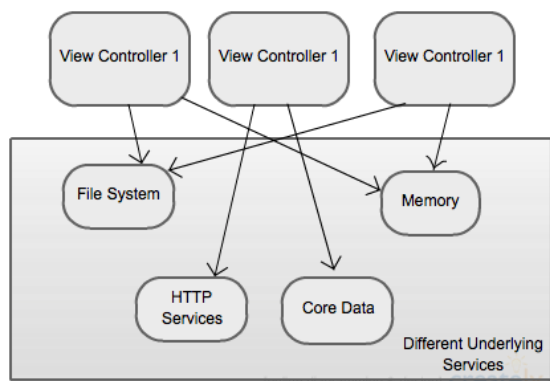 View Controller 1
View Controller 1
View Controller 1
File System
Memory
HTTP
Services
Core Data
Different Underlying
Services